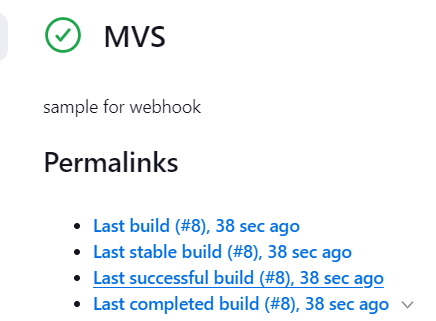 MVS
sample for webhook
Permalinks
Last build (#8), 38 sec ago
Last stable build (#8), 38 sec ago
Last successful build (#8), 38 sec ago
Last completed build (#8), 38 sec ago